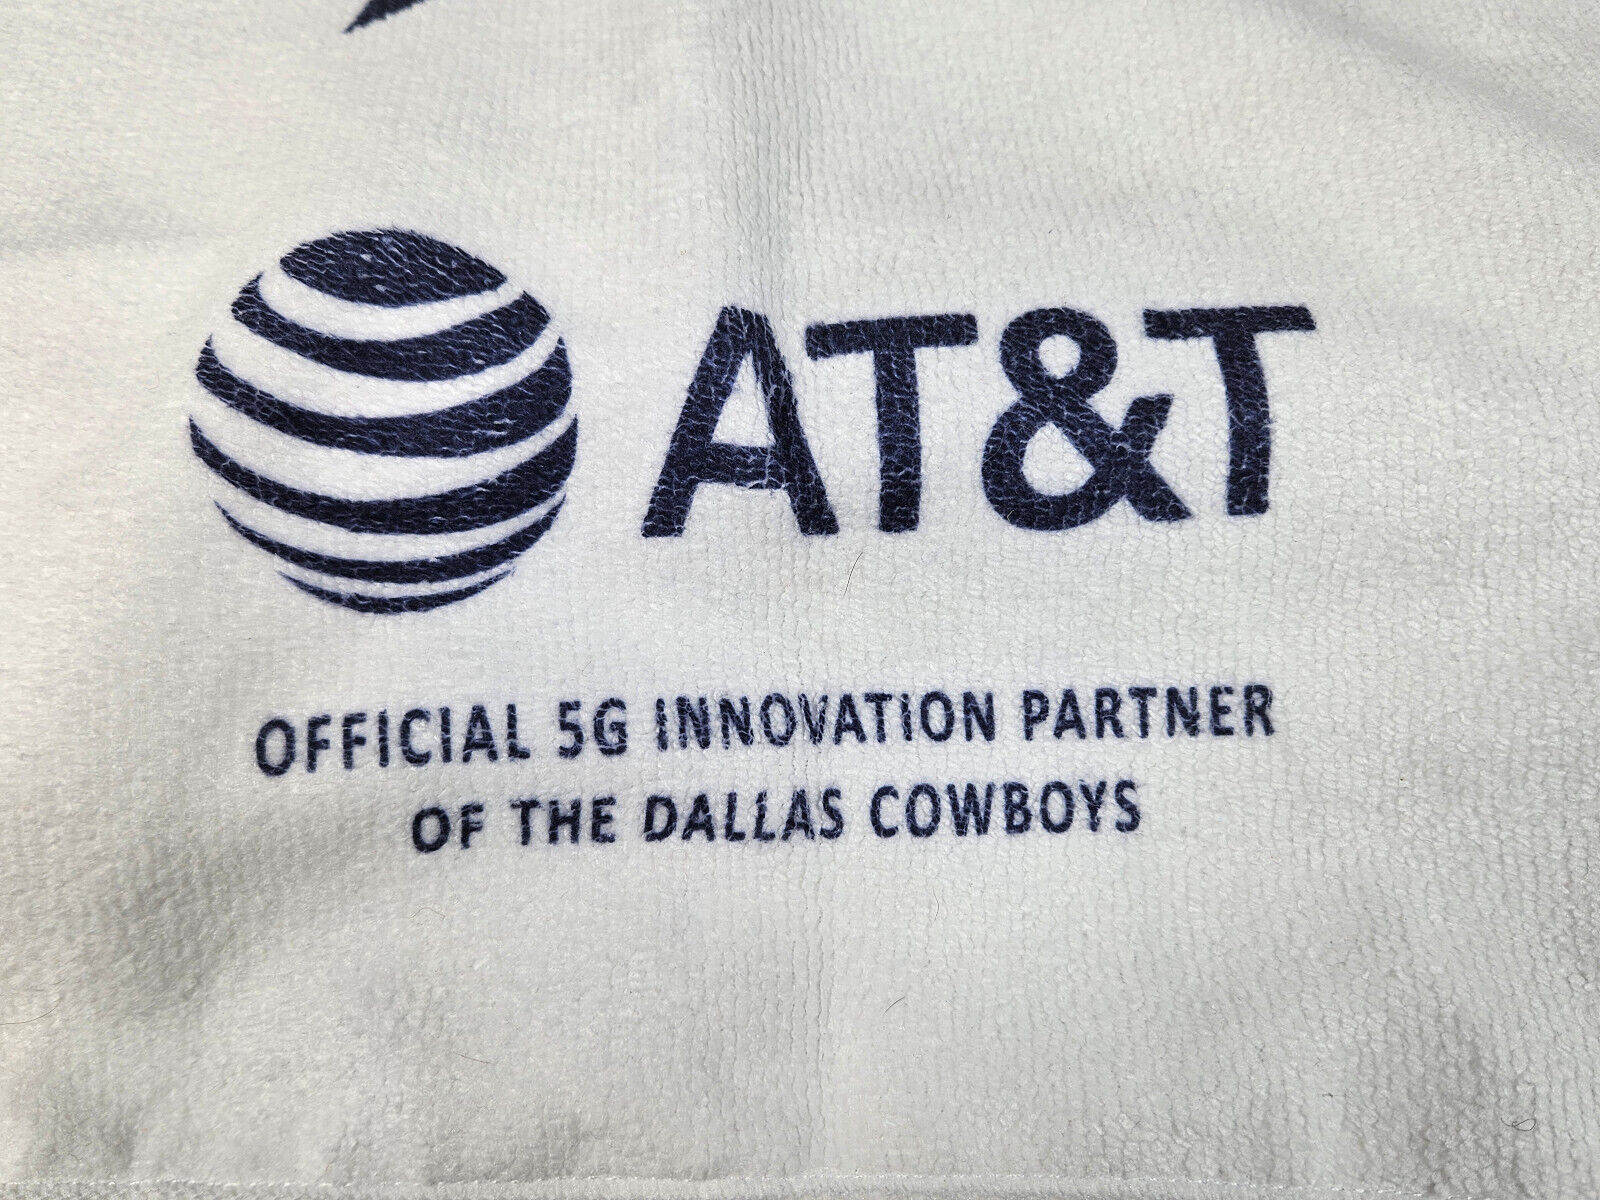 AT&T
OFFICIAL 5G INNOVATION PARTNER
OF THE DALLAS COWBOYS